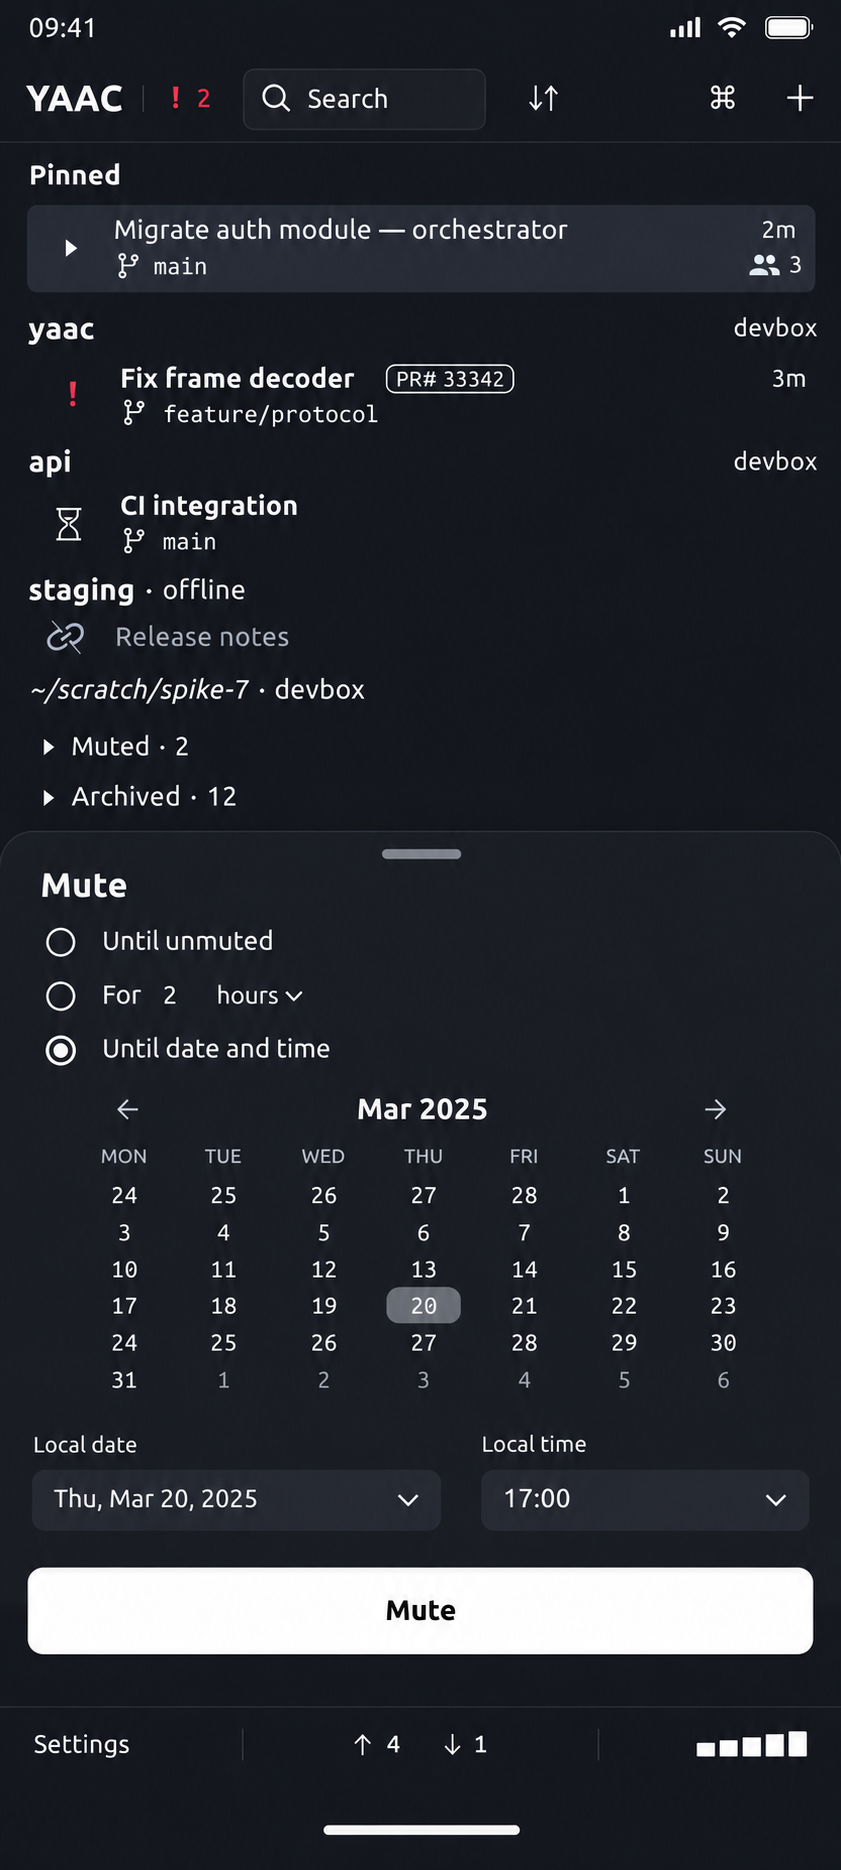 09:41
YAAC ! 2 Search
Pinned
Migrate auth module — orchestrator 2m
main 3
yaac devbox
! Fix frame decoder PR# 33342 3m
feature/protocol
api devbox
CI integration
main
staging · offline
Release notes
~/scratch/spike-7 · devbox
Muted · 2
Archived · 12
Mute
Until unmuted
For 2 hours
Until date and time
← Mar 2025 →
MON TUE WED THU FRI SAT SUN
24 25 26 27 28 1 2
3 4 5 6 7 8 9
10 11 12 13 14 15 16
17 18 19 20 21 22 23
24 25 26 27 28 29 30
31 1 2 3 4 5 6
Local date Local time
Thu, Mar 20, 2025 17:00
Mute
Settings ↑ 4 ↓ 1